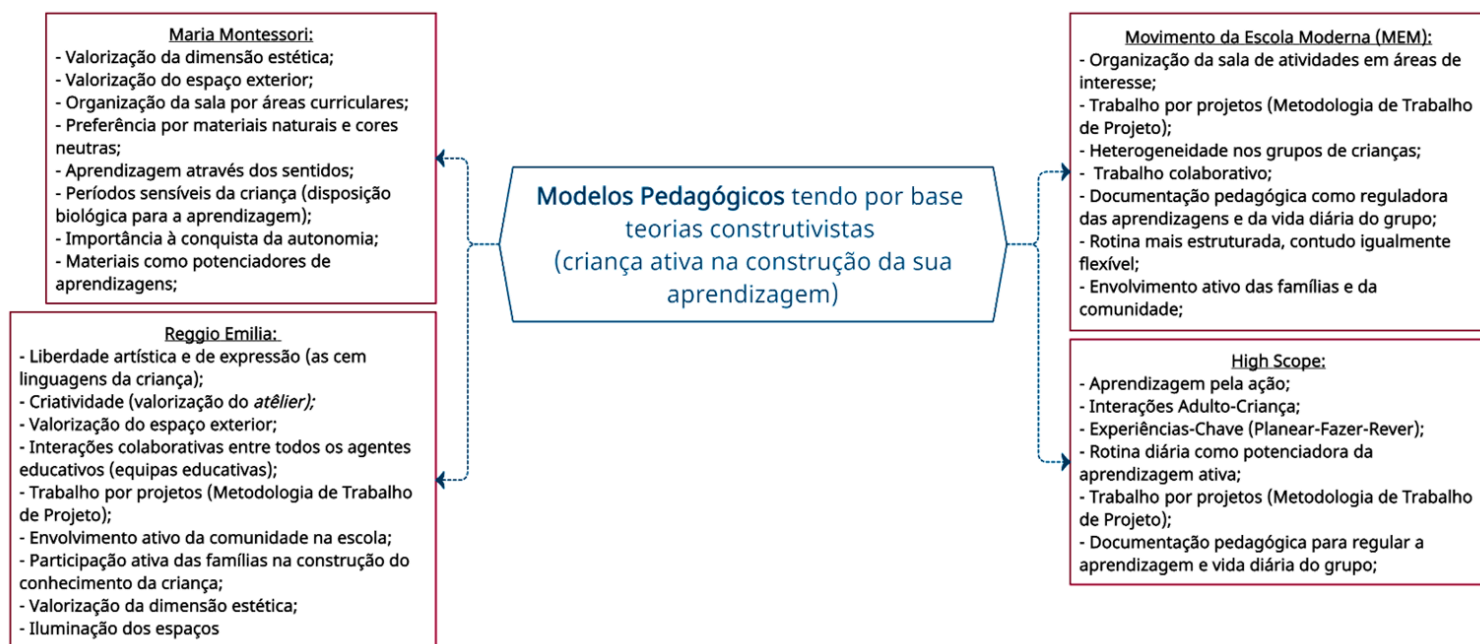 Maria Montessori:
- Valorização da dimensão estética;
- Valorização do espaço exterior;
- Organização da sala por áreas curriculares;
- Preferência por materiais naturais e cores
neutras;
- Aprendizagem através dos sentidos;
- Períodos sensíveis da criança (disposição
biológica para a aprendizagem);
- Importância à conquista da autonomia;
- Materiais como potenciadores de
aprendizagens;
Reggio Emilia:
- Liberdade artística e de expressão (as cem
linguagens da criança);
- Criatividade (valorização do atêlier);
- Valorização do espaço exterior;
- Interações colaborativas entre todos os agentes
educativos (equipas educativas);
- Trabalho por projetos (Metodologia de Trabalho
de Projeto);
- Envolvimento ativo da comunidade na escola;
- Participação ativa das famílias na construção do
conhecimento da criança;
- Valorização da dimensão estética;
- Iluminação dos espaços
Modelos Pedagógicos tendo por base
teorias construtivistas
(criança ativa na construção da sua
aprendizagem)
Movimento da Escola Moderna (MEM):
- Organização da sala de atividades em áreas de
interesse;
- Trabalho por projetos (Metodologia de Trabalho
de Projeto);
- Heterogeneidade nos grupos de crianças;
- Trabalho colaborativo;
- Documentação pedagógica como reguladora
das aprendizagens e da vida diária do grupo;
- Rotina mais estruturada, contudo igualmente
flexível;
- Envolvimento ativo das famílias e da
comunidade;
High Scope:
- Aprendizagem pela ação;
- Interações Adulto-Criança;
- Experiências-Chave (Planear-Fazer-Rever);
- Rotina diária como potenciadora da
aprendizagem ativa;
- Trabalho por projetos (Metodologia de Trabalho
de Projeto);
- Documentação pedagógica para regular a
aprendizagem e vida diária do grupo;